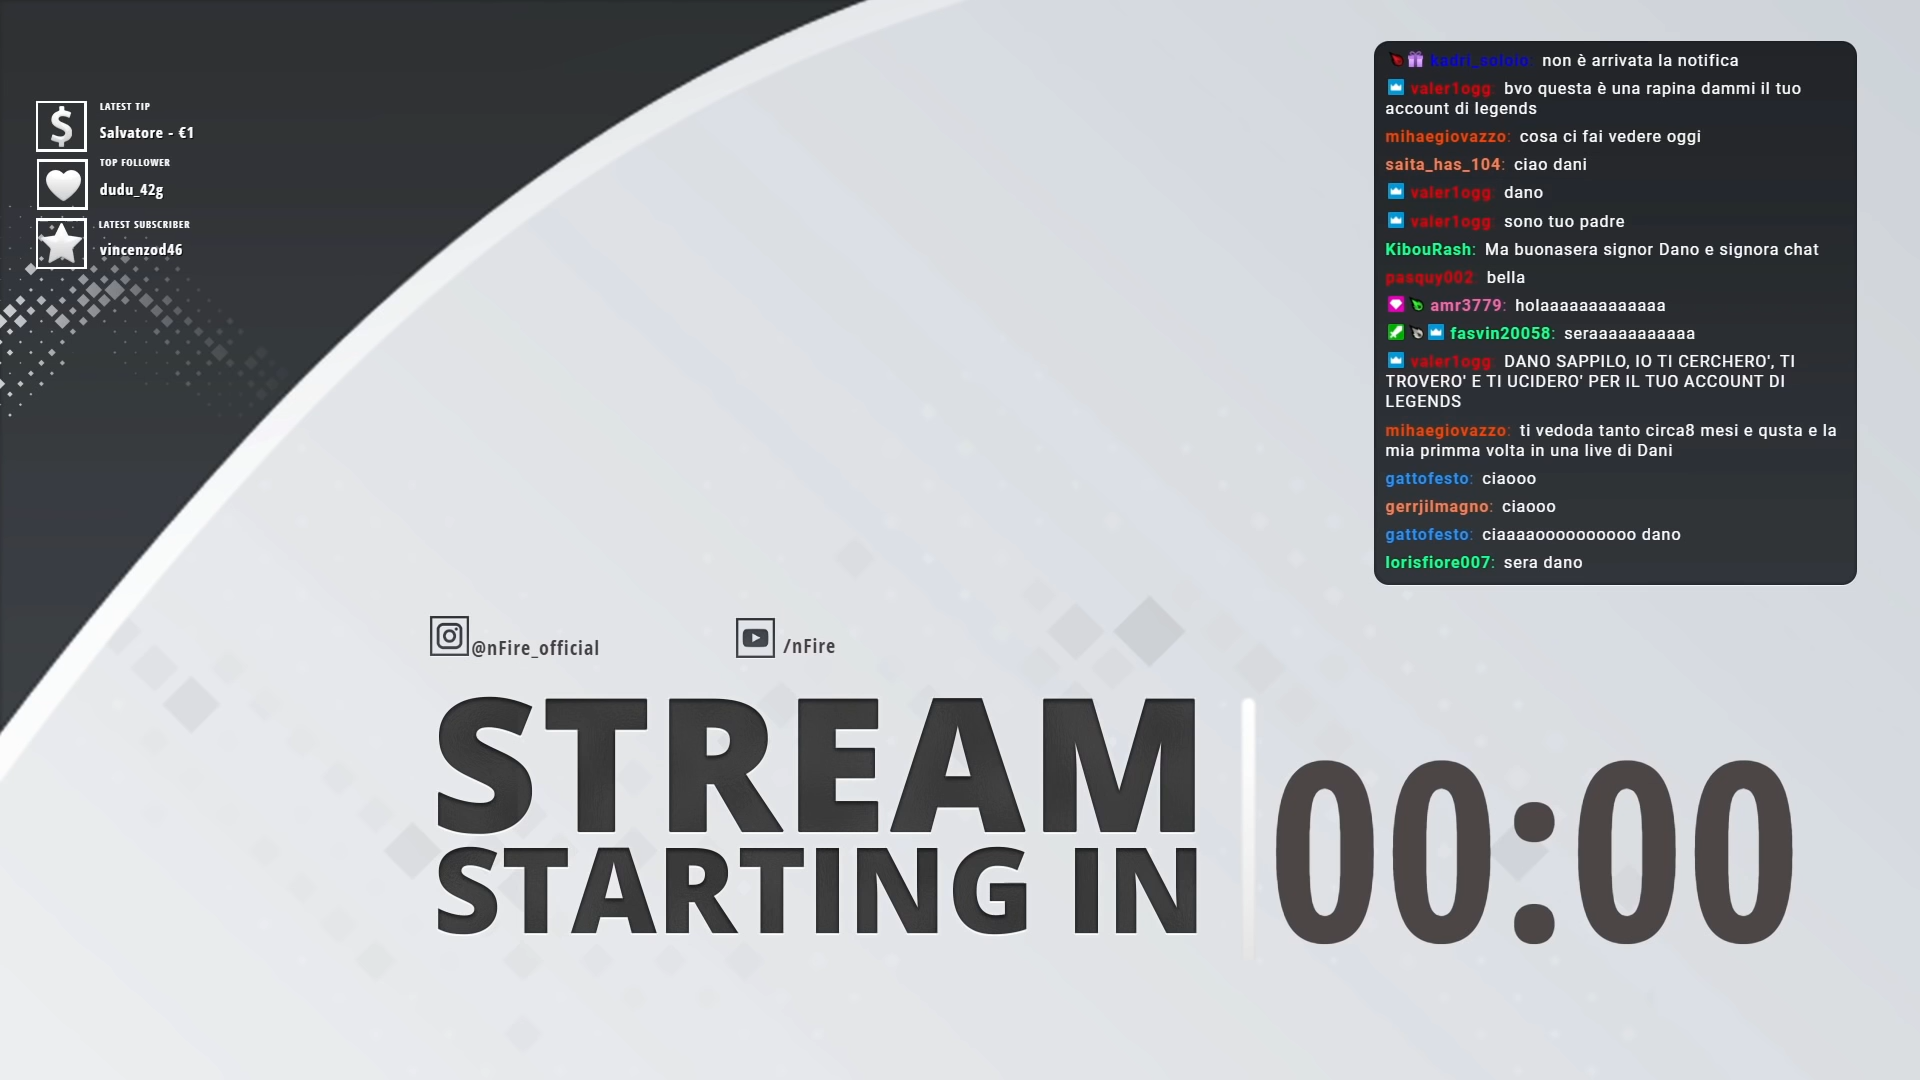 LATEST TIP
Salvatore - €1
TOP FOLLOWER
dudu_42g
LATEST SUBSCRIBER
vincenzod46
kadri_soloio: non è arrivata la notifica
valer1ogg: bvo questa è una rapina dammi il tuo
account di legends
mihaegiovazzo: cosa ci fai vedere oggi
saita_has_104: ciao dani
valer1ogg: dano
valer1ogg: sono tuo padre
KibouRash: Ma buonasera signor Dano e signora chat
pasquy002: bella
amr3779: holaaaaaaaaaaaaa
fasvin20058: seraaaaaaaaaaa
valer1ogg: DANO SAPPILO, IO TI CERCHERO', TI
TROVERO' E TI UCIDERO' PER IL TUO ACCOUNT DI
LEGENDS
mihaegiovazzo: ti vedoda tanto circa8 mesi e qusta e la
mia primma volta in una live di Dani
gattofesto: ciaooo
gerrjilmagno: ciaooo
gattofesto: ciaaaaoooooooooo dano
lorisfiore007: sera dano
@nFire_official
/nFire
STREAM
STARTING IN
00:00